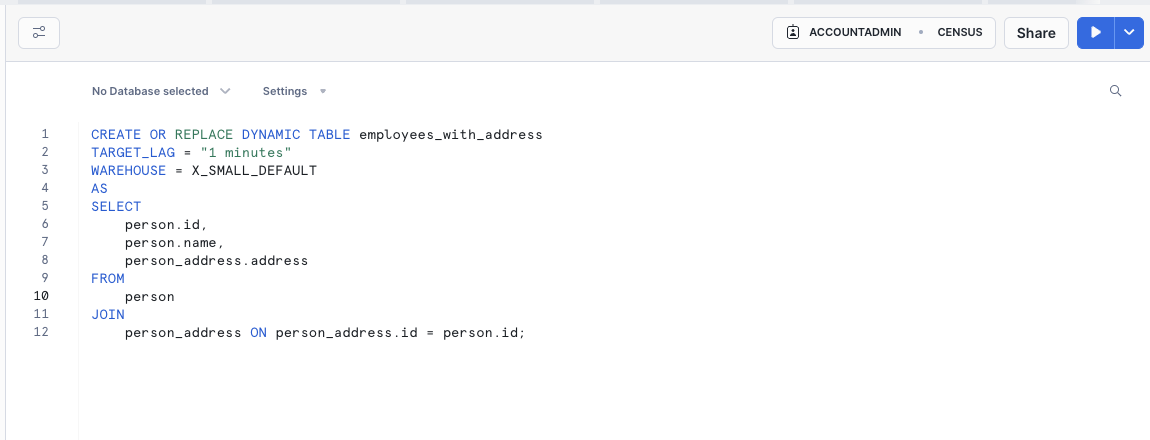 ACCOUNTADMIN • CENSUS Share
No Database selected Settings
1 CREATE OR REPLACE DYNAMIC TABLE employees_with_address
2 TARGET_LAG = "1 minutes"
3 WAREHOUSE = X_SMALL_DEFAULT
4 AS
5 SELECT
6 person.id,
7 person.name,
8 person_address.address
9 FROM
10 person
11 JOIN
12 person_address ON person_address.id = person.id;